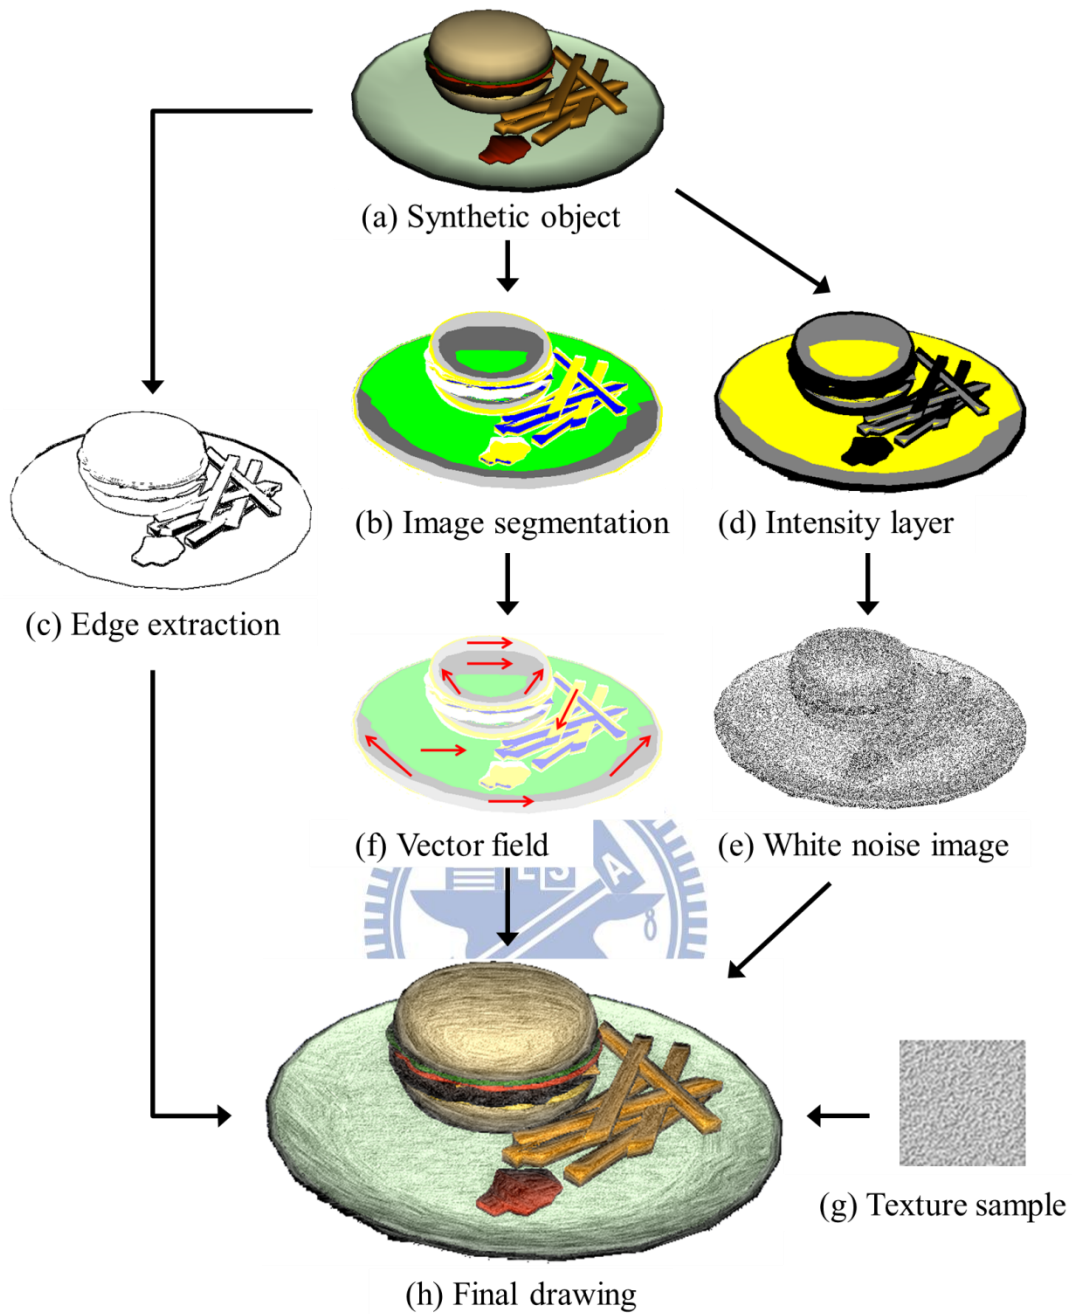 (a) Synthetic object
(b) Image segmentation
(d) Intensity layer
(c) Edge extraction
(f) Vector field
(e) White noise image
(g) Texture sample
(h) Final drawing